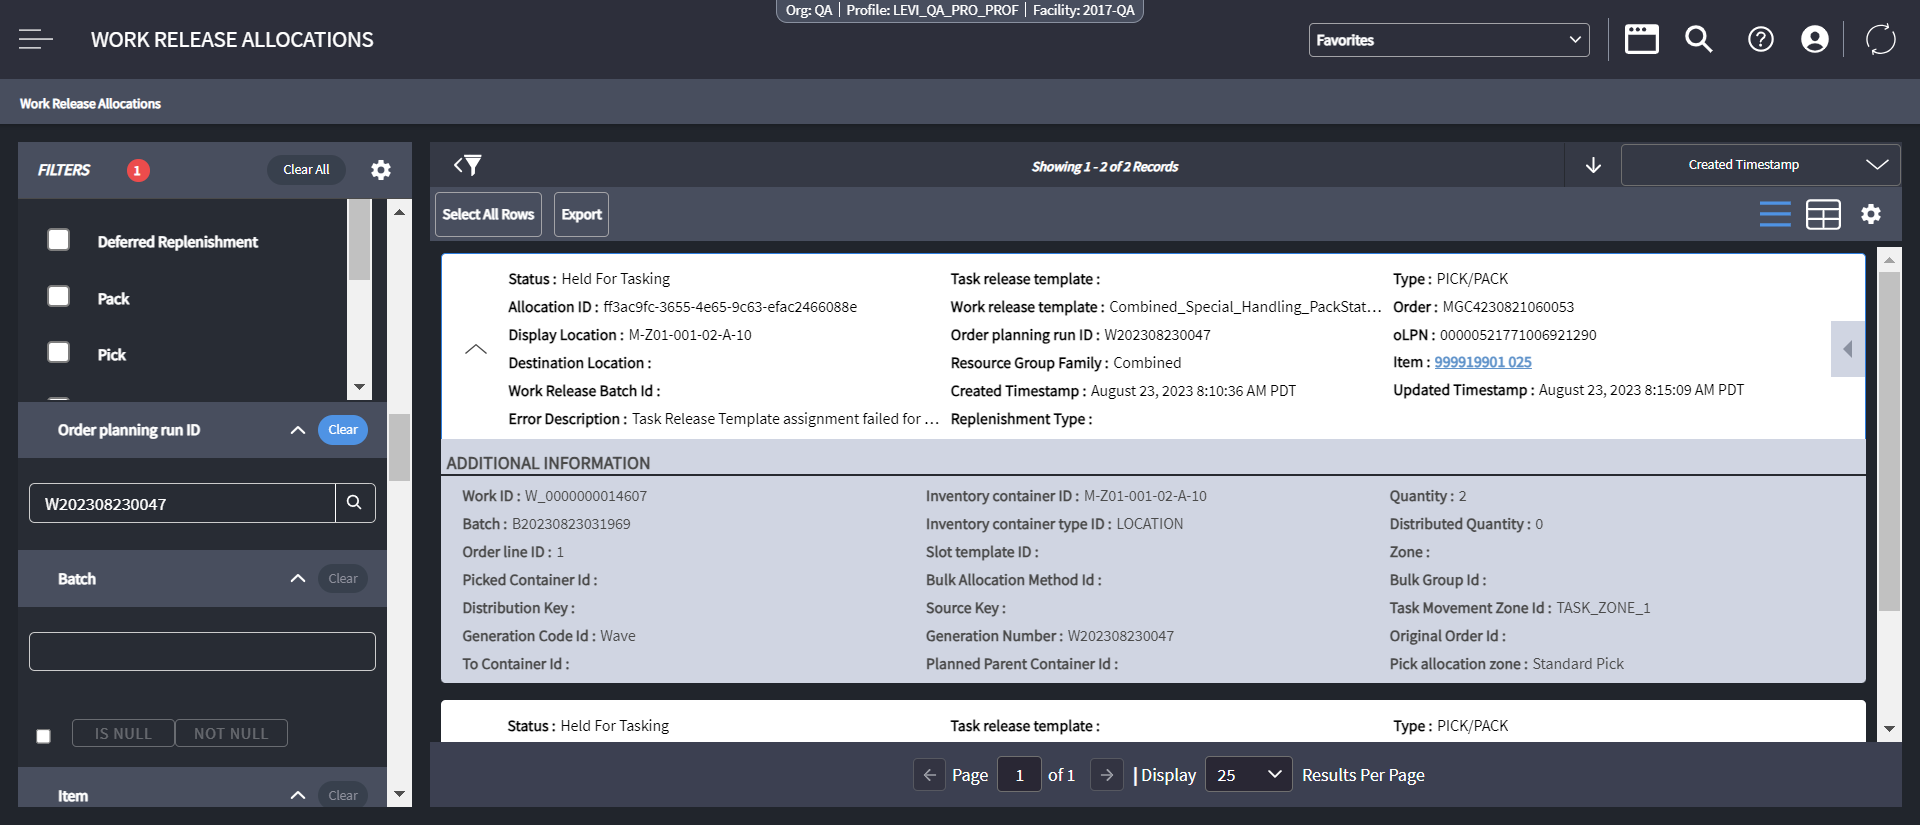 Org: QA | Profile: LEVI_QA_PRO_PROF | Facility: 2017-QA
WORK RELEASE ALLOCATIONS
Favorites
Work Release Allocations
FILTERS 1 Clear All
Deferred Replenishment
Pack
Pick
Order planning run ID Clear
W202308230047
Batch Clear
IS NULL NOT NULL
Item Clear
Showing 1 - 2 of 2 Records
Created Timestamp
Select All Rows Export
Status : Held For Tasking Task release template : Type : PICK/PACK
Allocation ID : ff3ac9fc-3655-4e65-9c63-efac2466088e Work release template : Combined_Special_Handling_PackStat... Order : MGC4230821060053
Display Location : M-Z01-001-02-A-10 Order planning run ID : W202308230047 oLPN : 00000521771006921290
Destination Location : Resource Group Family : Combined Item : 999919901 025
Work Release Batch Id : Created Timestamp : August 23, 2023 8:10:36 AM PDT Updated Timestamp : August 23, 2023 8:15:09 AM PDT
Error Description : Task Release Template assignment failed for ... Replenishment Type :
ADDITIONAL INFORMATION
Work ID : W_0000000014607 Inventory container ID : M-Z01-001-02-A-10 Quantity : 2
Batch : B20230823031969 Inventory container type ID : LOCATION Distributed Quantity : 0
Order line ID : 1 Slot template ID : Zone :
Picked Container Id : Bulk Allocation Method Id : Bulk Group Id :
Distribution Key : Source Key : Task Movement Zone Id : TASK_ZONE_1
Generation Code Id : Wave Generation Number : W202308230047 Original Order Id :
To Container Id : Planned Parent Container Id : Pick allocation zone : Standard Pick
Status : Held For Tasking Task release template : Type : PICK/PACK
Page 1 of 1 | Display 25 Results Per Page